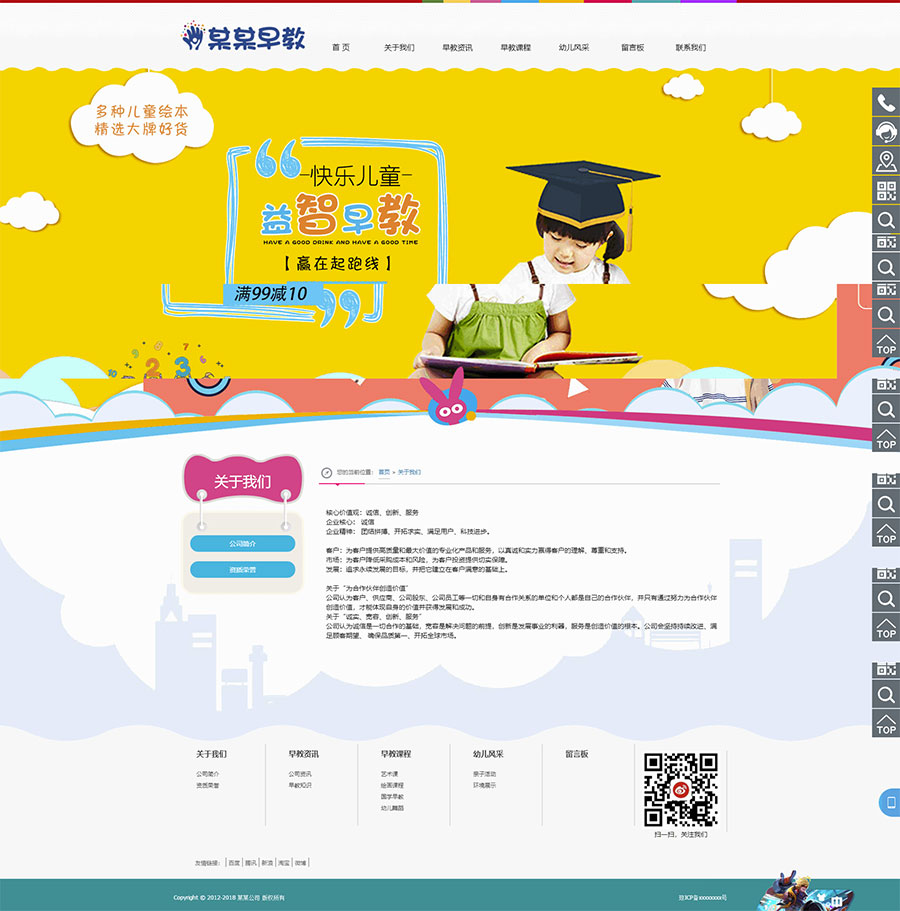 某某早教
首 页 关于我们 早教资讯 早教课程 幼儿风采 留言板 联系我们
多种儿童绘本
精选大牌好货
快乐儿童
益智早教
HAVE A GOOD DRINK AND HAVE A GOOD TIME
【 赢在起跑线 】
满99减10
1 2 3
TOP
TOP
TOP
TOP
TOP
关于我们
公司简介
资质荣誉
您的当前位置： 首页 > 关于我们
核心价值观：诚信、创新、服务
企业核心： 诚信
企业精神： 团结拼搏、开拓求实、满足用户、科技进步。
客户：为客户提供高质量和最大价值的专业化产品和服务，以真诚和实力赢得客户的理解、尊重和支持。
市场：为客户降低采购成本和风险，为客户投资提供切实保障。
发展：追求永续发展的目标，并把它建立在客户满意的基础上。
关于“为合作伙伴创造价值”
公司认为客户、供应商、公司股东、公司员工等一切和自身有合作关系的单位和个人都是自己的合作伙伴，并只有通过努力为合作伙伴
创造价值，才能体现自身的价值并获得发展和成功。
关于“诚实、宽容、创新、服务”
公司认为诚信是一切合作的基础，宽容是解决问题的前提，创新是发展事业的利器，服务是创造价值的根本。公司会坚持持续改进、满
足顾客期望、 确保品质第一、开拓全球市场。
关于我们
公司简介
资质荣誉
早教资讯
公司资讯
早教知识
早教课程
艺术课
绘画课程
国学早教
幼儿舞蹈
幼儿风采
亲子活动
环境展示
留言板
扫一扫，关注我们
友情链接： 百度 腾讯 新浪 淘宝 微博
Copyright © 2012-2018 某某公司 版权所有
琼ICP备xxxxxxxx号